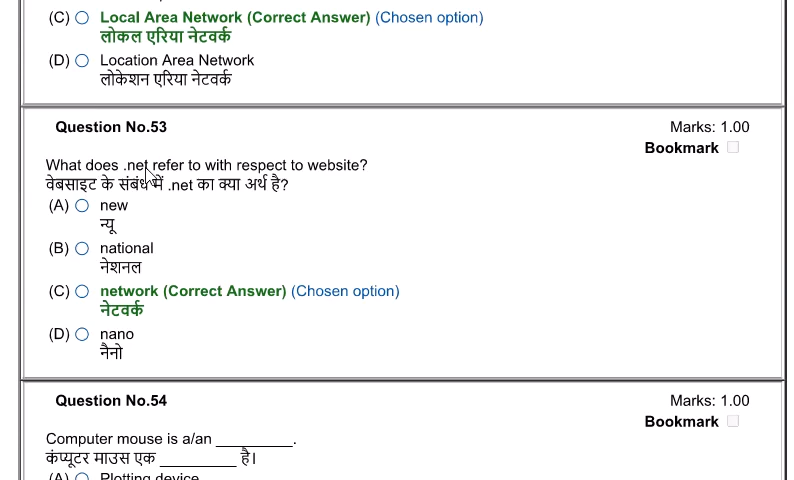 (C) Local Area Network (Correct Answer) (Chosen option)
लोकल एरिया नेटवर्क
(D) Location Area Network
लोकेशन एरिया नेटवर्क
Question No.53 Marks: 1.00
Bookmark
What does .net refer to with respect to website?
वेबसाइट के संबंध में .net का क्या अर्थ है?
(A) new
न्यू
(B) national
नेशनल
(C) network (Correct Answer) (Chosen option)
नेटवर्क
(D) nano
नैनो
Question No.54 Marks: 1.00
Bookmark
Computer mouse is a/an _________.
कंप्यूटर माउस एक _________ है।
(A) Plotting device